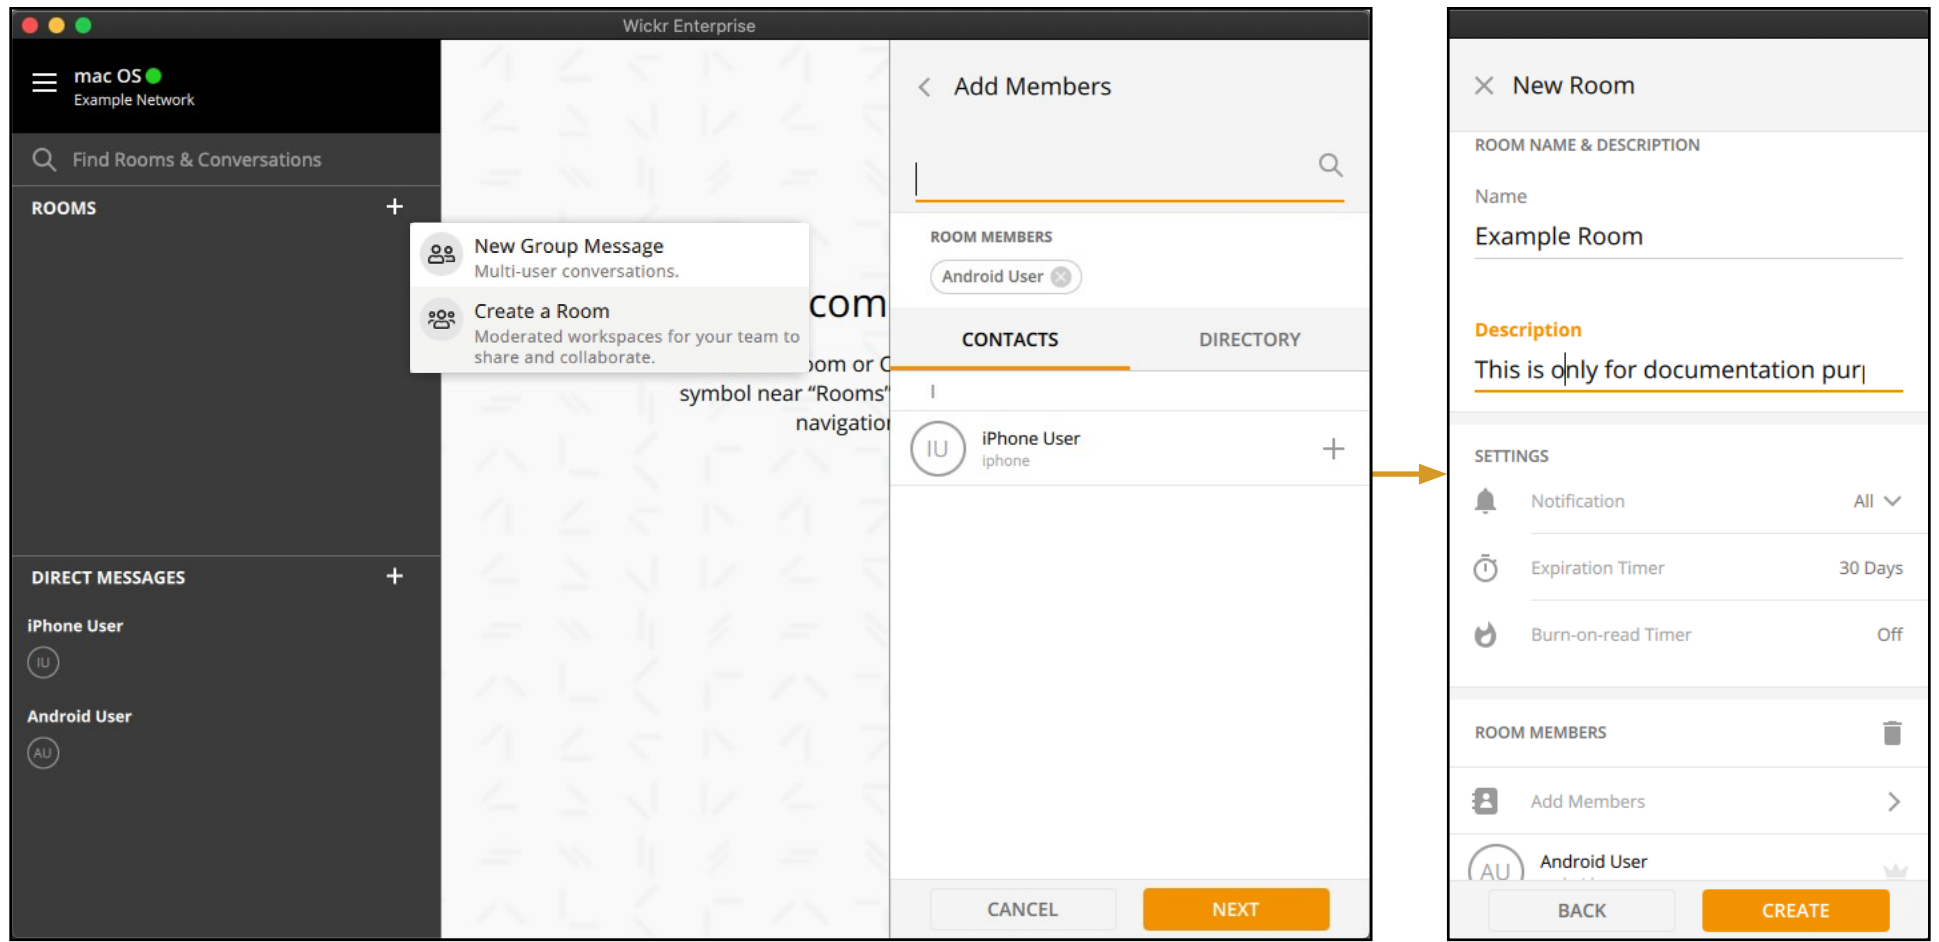 Wickr Enterprise
mac OS
Example Network
Find Rooms & Conversations
ROOMS
New Group Message
Multi-user conversations.
Create a Room
Moderated workspaces for your team to
share and collaborate.
com
oom or C
symbol near “Rooms”
navigation
DIRECT MESSAGES
iPhone User
IU
Android User
AU
Add Members
ROOM MEMBERS
Android User
CONTACTS
DIRECTORY
I
IU
iPhone User
iphone
CANCEL
NEXT
New Room
ROOM NAME & DESCRIPTION
Name
Example Room
Description
This is only for documentation pur
SETTINGS
Notification
All
Expiration Timer
30 Days
Burn-on-read Timer
Off
ROOM MEMBERS
Add Members
AU
Android User
BACK
CREATE